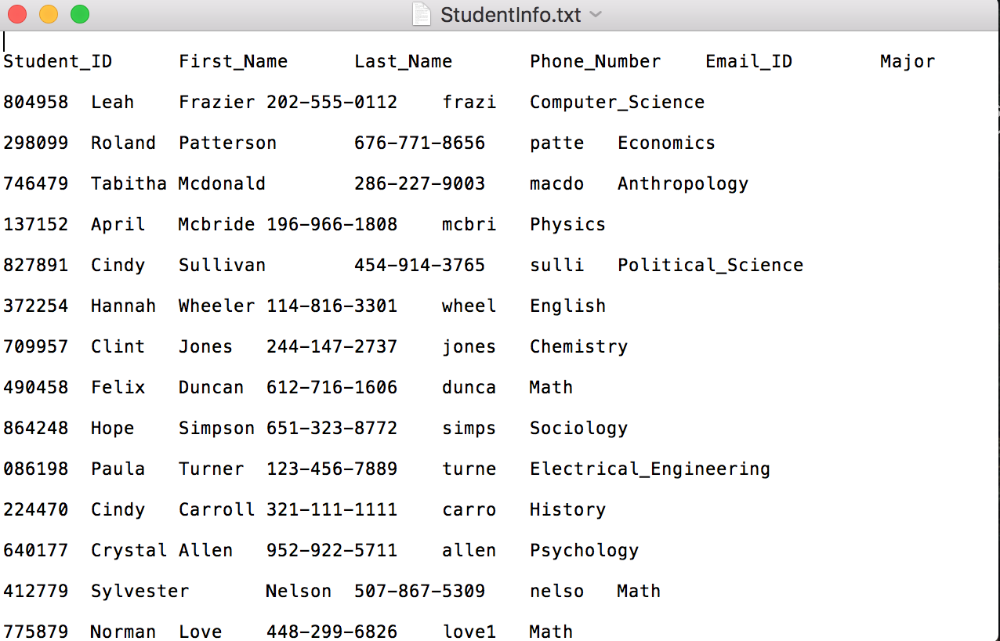 StudentInfo.txt
Student_ID First_Name Last_Name Phone_Number Email_ID Major
804958 Leah Frazier 202-555-0112 frazi Computer_Science
298099 Roland Patterson 676-771-8656 patte Economics
746479 Tabitha Mcdonald 286-227-9003 macdo Anthropology
137152 April Mcbride 196-966-1808 mcbri Physics
827891 Cindy Sullivan 454-914-3765 sulli Political_Science
372254 Hannah Wheeler 114-816-3301 wheel English
709957 Clint Jones 244-147-2737 jones Chemistry
490458 Felix Duncan 612-716-1606 dunca Math
864248 Hope Simpson 651-323-8772 simps Sociology
086198 Paula Turner 123-456-7889 turne Electrical_Engineering
224470 Cindy Carroll 321-111-1111 carro History
640177 Crystal Allen 952-922-5711 allen Psychology
412779 Sylvester Nelson 507-867-5309 nelso Math
775879 Norman Love 448-299-6826 love1 Math